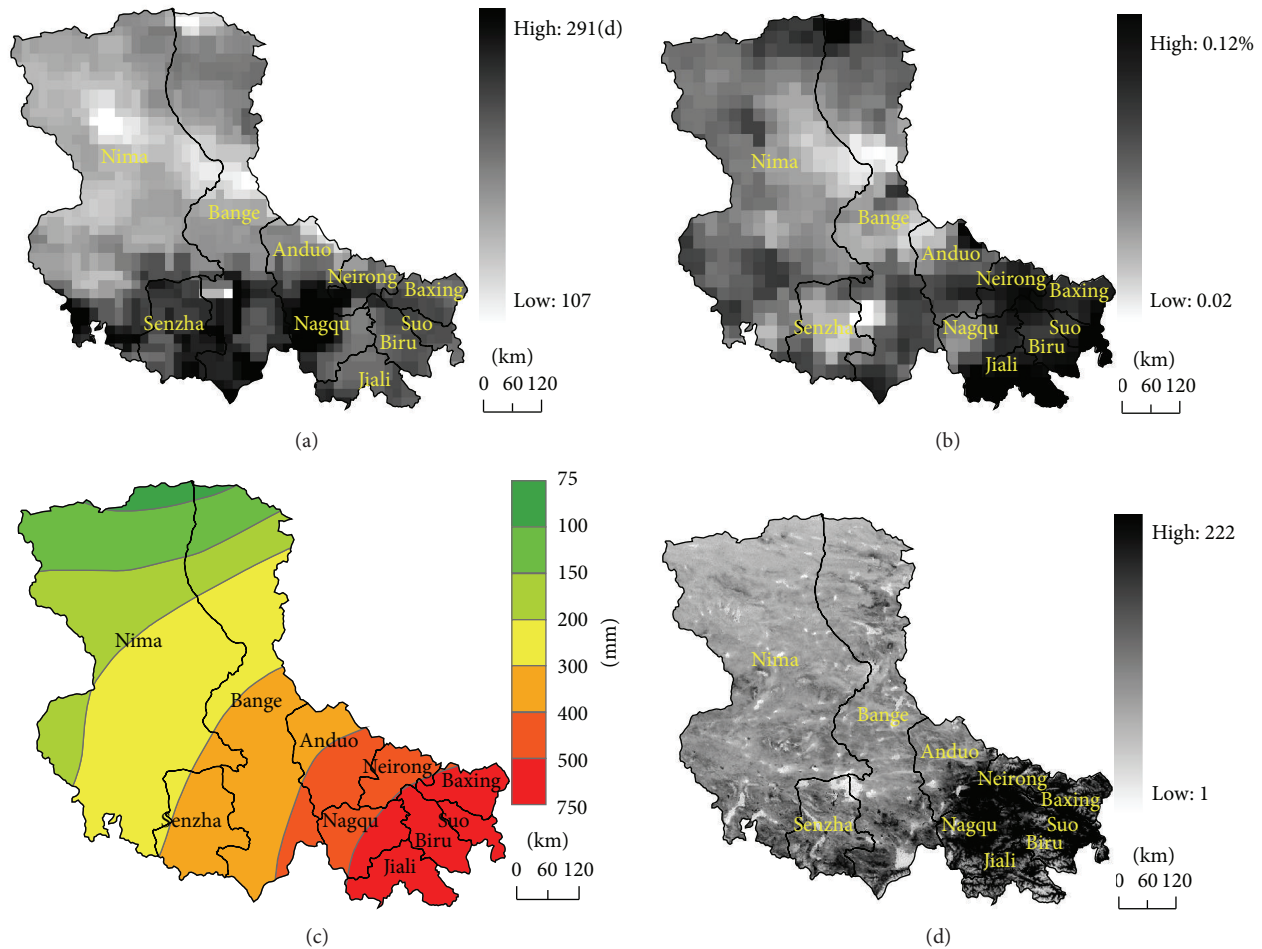 High: 291(d)
Nima
Bange
Anduo
Neirong
Baxing
Low: 107
Senzha
Nagqu
Suo
Biru
Jiali
(km)
0 60 120
(a)
High: 0.12%
Nima
Bange
Anduo
Neirong
Baxing
Low: 0.02
Senzha
Nagqu
Suo
Biru
Jiali
(km)
0 60 120
(b)
75
100
150
200
300
400
500
750
(mm)
Nima
Bange
Anduo
Neirong
Baxing
Senzha
Nagqu
Suo
Biru
Jiali
(km)
0 60 120
(c)
High: 222
Nima
Bange
Anduo
Neirong
Baxing
Low: 1
Senzha
Nagqu
Suo
Biru
Jiali
(km)
0 60 120
(d)